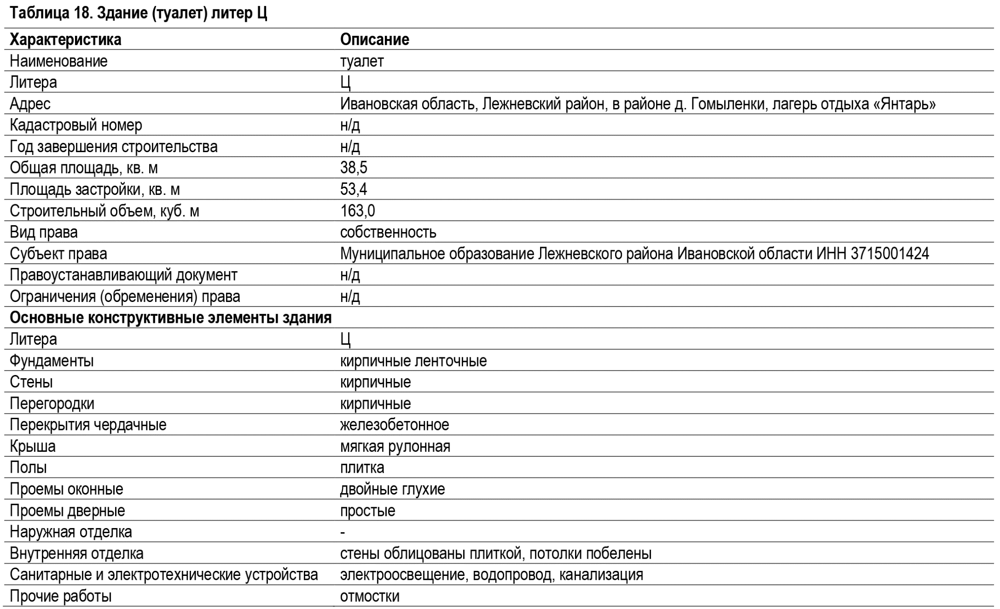 Таблица 18. Здание (туалет) литер Ц
Характеристика Описание
Наименование туалет
Литера Ц
Адрес Ивановская область, Лежневский район, в районе д. Гомыленки, лагерь отдыха «Янтарь»
Кадастровый номер н/д
Год завершения строительства н/д
Общая площадь, кв. м 38,5
Площадь застройки, кв. м 53,4
Строительный объем, куб. м 163,0
Вид права собственность
Субъект права Муниципальное образование Лежневского района Ивановской области ИНН 3715001424
Правоустанавливающий документ н/д
Ограничения (обременения) права н/д
Основные конструктивные элементы здания
Литера Ц
Фундаменты кирпичные ленточные
Стены кирпичные
Перегородки кирпичные
Перекрытия чердачные железобетонное
Крыша мягкая рулонная
Полы плитка
Проемы оконные двойные глухие
Проемы дверные простые
Наружная отделка -
Внутренняя отделка стены облицованы плиткой, потолки побелены
Санитарные и электротехнические устройства электроосвещение, водопровод, канализация
Прочие работы отмостки